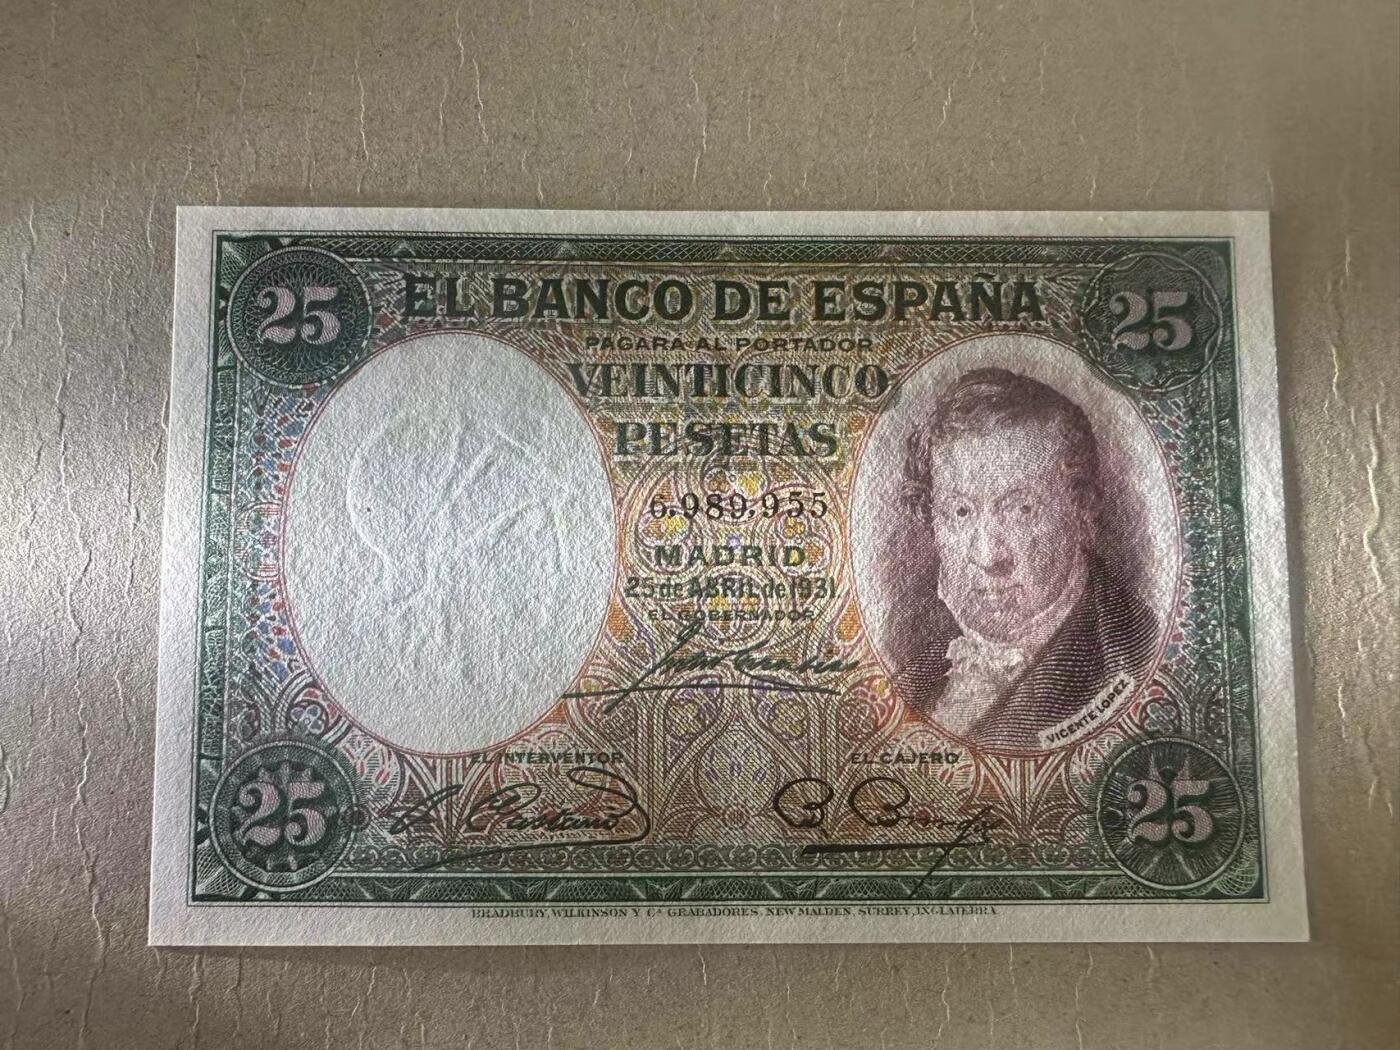 25
25
EL BANCO DE ESPAÑA
PAGARA AL PORTADOR
VEINTICINCO
PESETAS
6.989,955
MADRID
25 de ABRIL de 1931
EL GOBERNADOR
VICENTE LOPEZ
EL INTERVENTOR
EL CAJERO
25
25
BRADBURY, WILKINSON Y Cª GRABADORES. NEW MALDEN, SURREY, INGLATERRA